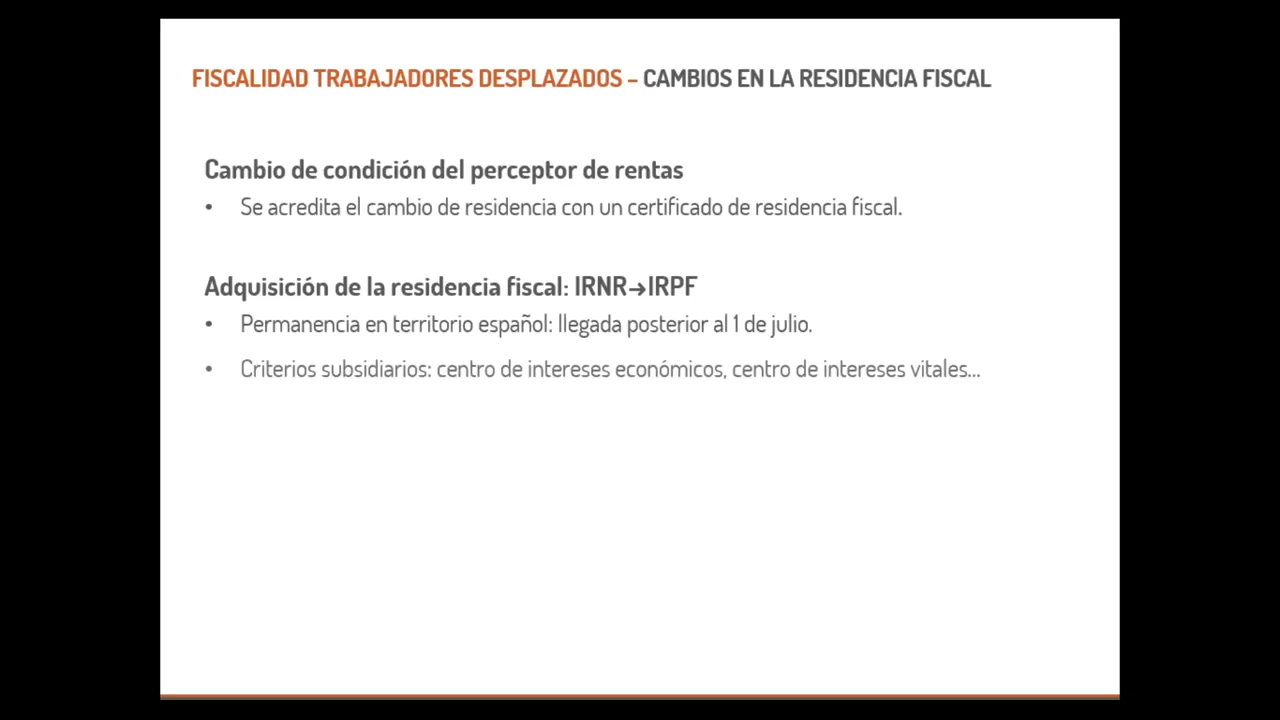 FISCALIDAD TRABAJADORES DESPLAZADOS – CAMBIOS EN LA RESIDENCIA FISCAL
Cambio de condición del perceptor de rentas
• Se acredita el cambio de residencia con un certificado de residencia fiscal.
Adquisición de la residencia fiscal: IRNR→IRPF
• Permanencia en territorio español: llegada posterior al 1 de julio.
• Criterios subsidiarios: centro de intereses económicos, centro de intereses vitales...